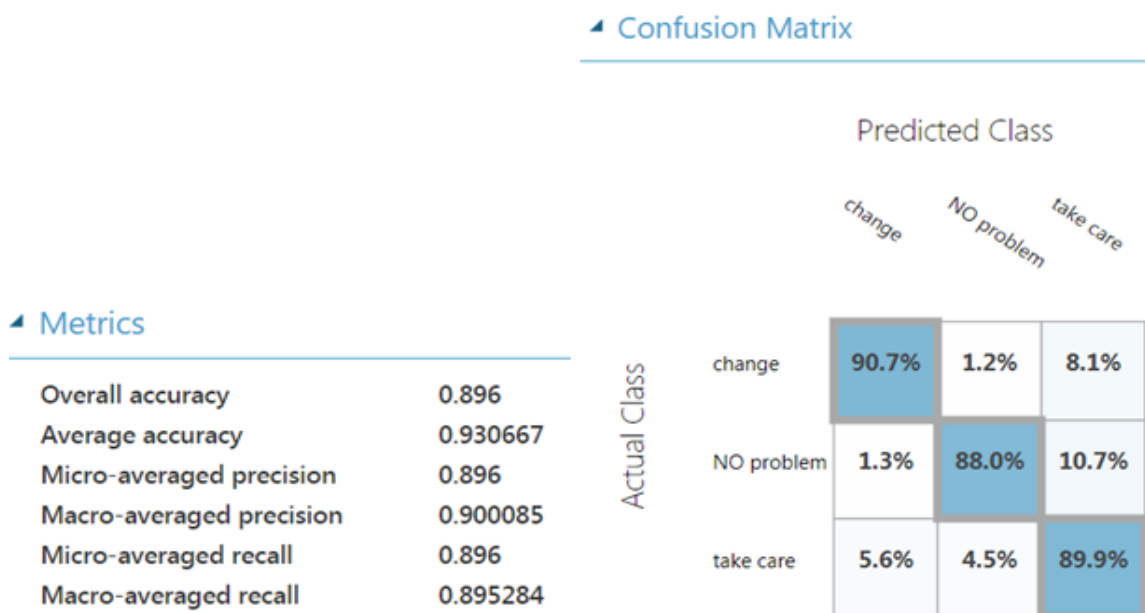 Confusion Matrix
Predicted Class
change NO problem take care
Metrics
Overall accuracy 0.896
Average accuracy 0.930667
Micro-averaged precision 0.896
Macro-averaged precision 0.900085
Micro-averaged recall 0.896
Macro-averaged recall 0.895284
Actual Class
change 90.7% 1.2% 8.1%
NO problem 1.3% 88.0% 10.7%
take care 5.6% 4.5% 89.9%